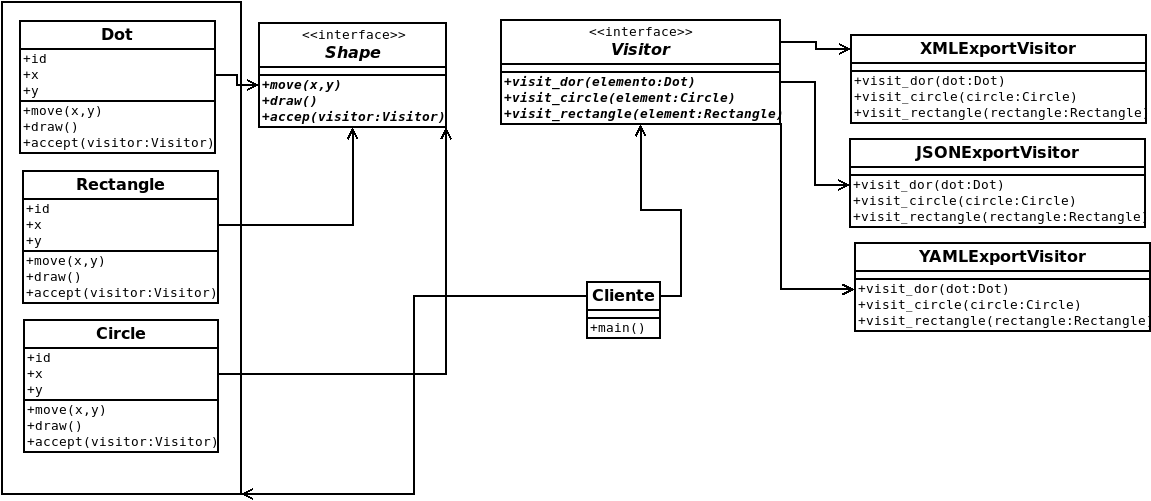 Dot
+id
+x
+y
+move(x,y)
+draw()
+accept(visitor:Visitor)
Rectangle
+id
+x
+y
+move(x,y)
+draw()
+accept(visitor:Visitor)
Circle
+id
+x
+y
+move(x,y)
+draw()
+accept(visitor:Visitor)
<<interface>>
Shape
+move(x,y)
+draw()
+accep(visitor:Visitor)
<<interface>>
Visitor
+visit_dor(elemento:Dot)
+visit_circle(element:Circle)
+visit_rectangle(element:Rectangle)
Cliente
+main()
XMLExportVisitor
+visit_dor(dot:Dot)
+visit_circle(circle:Circle)
+visit_rectangle(rectangle:Rectangle)
JSONExportVisitor
+visit_dor(dot:Dot)
+visit_circle(circle:Circle)
+visit_rectangle(rectangle:Rectangle)
YAMLExportVisitor
+visit_dor(dot:Dot)
+visit_circle(circle:Circle)
+visit_rectangle(rectangle:Rectangle)